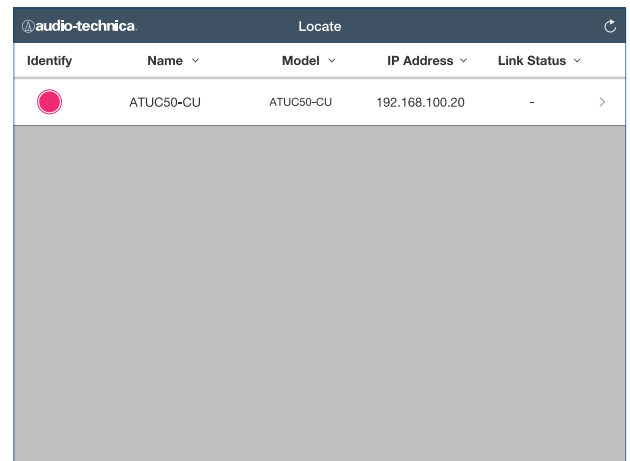 audio-technica. Locate
Identify Name Model IP Address Link Status
ATUC50-CU ATUC50-CU 192.168.100.20 -